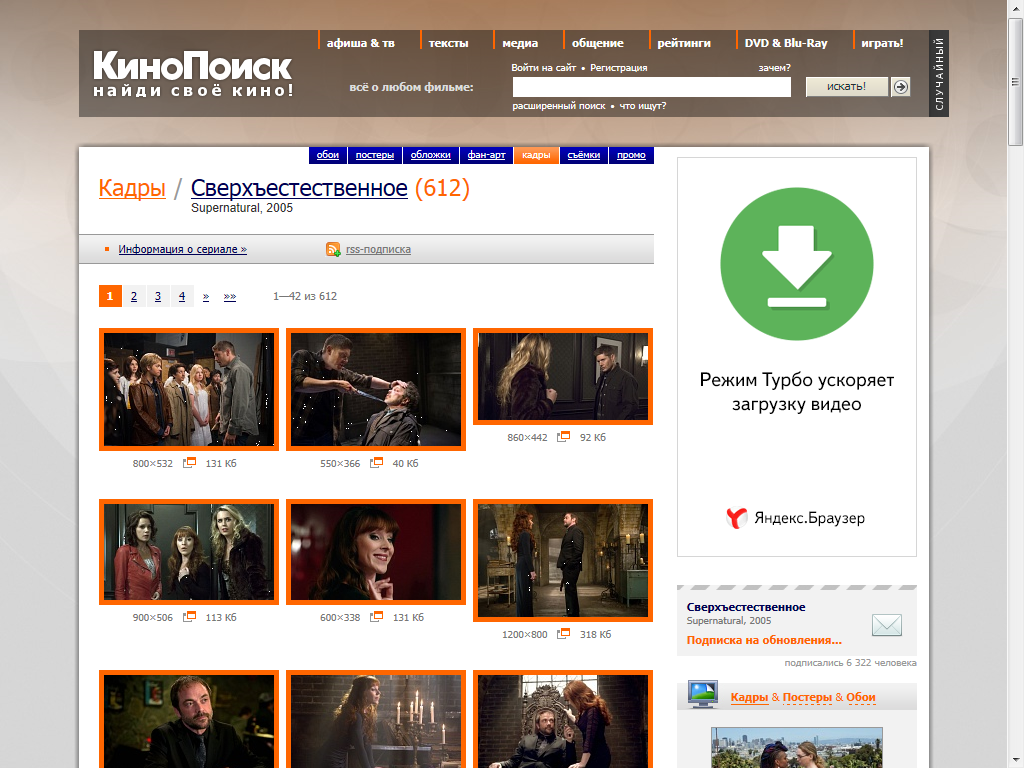 афиша & тв
тексты
медиа
общение
рейтинги
DVD & Blu-Ray
играть!
СЛУЧАЙНЫЙ
КиноПоиск
найди своё кино!
Войти на сайт • Регистрация
зачем?
всё о любом фильме:
искать!
расширенный поиск • что ищут?
обои
постеры
обложки
фан-арт
кадры
съёмки
промо
Кадры / Сверхъестественное (612)
Supernatural, 2005
Информация о сериале »
rss-подписка
1 2 3 4 » »»
1—42 из 612
800×532 131 Кб
550×366 40 Кб
860×442 92 Кб
900×506 113 Кб
600×338 131 Кб
1200×800 318 Кб
Режим Турбо ускоряет
загрузку видео
Яндекс.Браузер
Сверхъестественное
Supernatural, 2005
Подписка на обновления...
подписались 6 322 человека
Кадры & Постеры & Обои